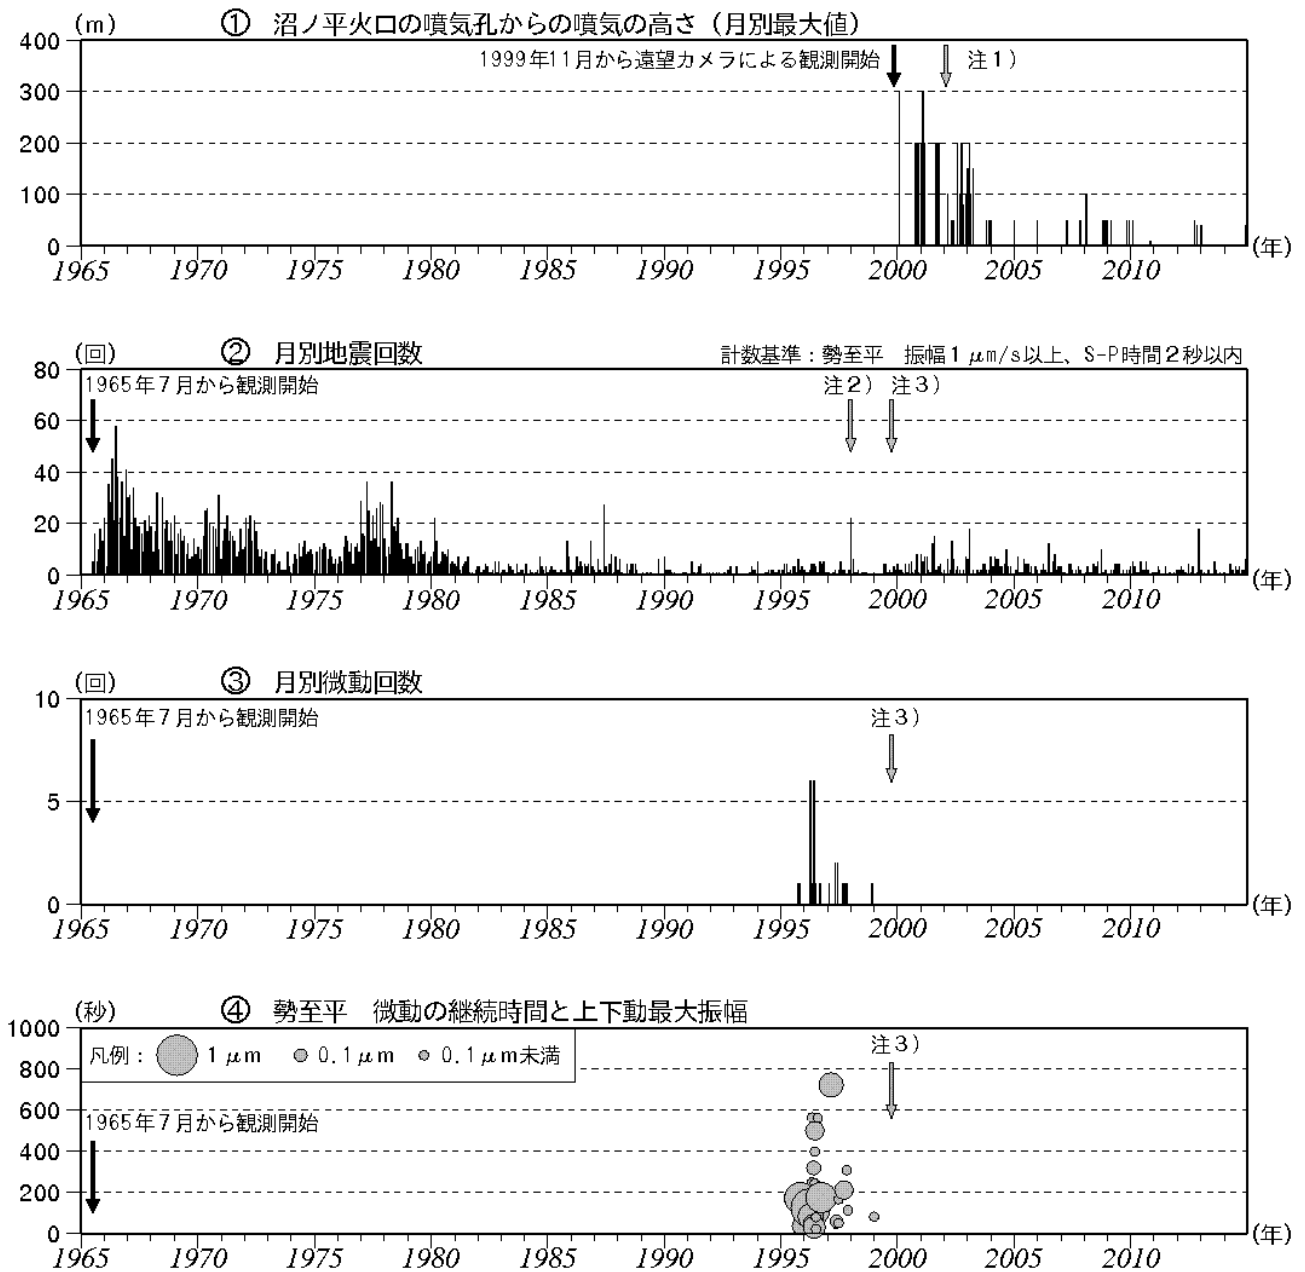 (m) ① 沼ノ平火口の噴気孔からの噴気の高さ（月別最大値）
400
1999年11月から遠望カメラによる観測開始 注１）
300
200
100
0
1965 1970 1975 1980 1985 1990 1995 2000 2005 2010 (年)
(回) ② 月別地震回数 計数基準：勢至平 振幅１μm/s以上、S-P時間２秒以内
80
1965年７月から観測開始 注２） 注３）
60
40
20
0
1965 1970 1975 1980 1985 1990 1995 2000 2005 2010 (年)
(回) ③ 月別微動回数
10
1965年７月から観測開始 注３）
5
0
1965 1970 1975 1980 1985 1990 1995 2000 2005 2010 (年)
(秒) ④ 勢至平 微動の継続時間と上下動最大振幅
1000
凡例： 1μm 0.1μm 0.1μm未満 注３）
800
600
1965年７月から観測開始
400
200
0
1965 1970 1975 1980 1985 1990 1995 2000 2005 2010 (年)